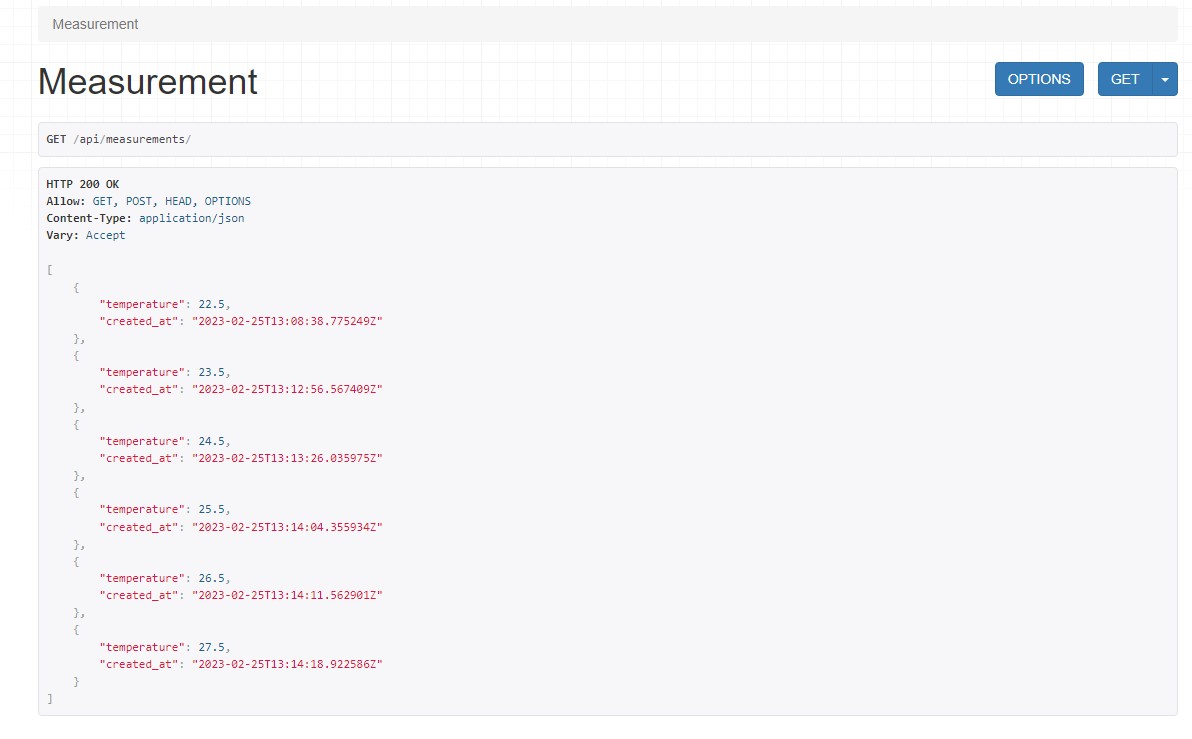 Measurement
Measurement
OPTIONS
GET
GET /api/measurements/
HTTP 200 OK
Allow: GET, POST, HEAD, OPTIONS
Content-Type: application/json
Vary: Accept
[
{
"temperature": 22.5,
"created_at": "2023-02-25T13:08:38.775249Z"
},
{
"temperature": 23.5,
"created_at": "2023-02-25T13:12:56.567409Z"
},
{
"temperature": 24.5,
"created_at": "2023-02-25T13:13:26.035975Z"
},
{
"temperature": 25.5,
"created_at": "2023-02-25T13:14:04.355934Z"
},
{
"temperature": 26.5,
"created_at": "2023-02-25T13:14:11.562901Z"
},
{
"temperature": 27.5,
"created_at": "2023-02-25T13:14:18.922586Z"
}
]